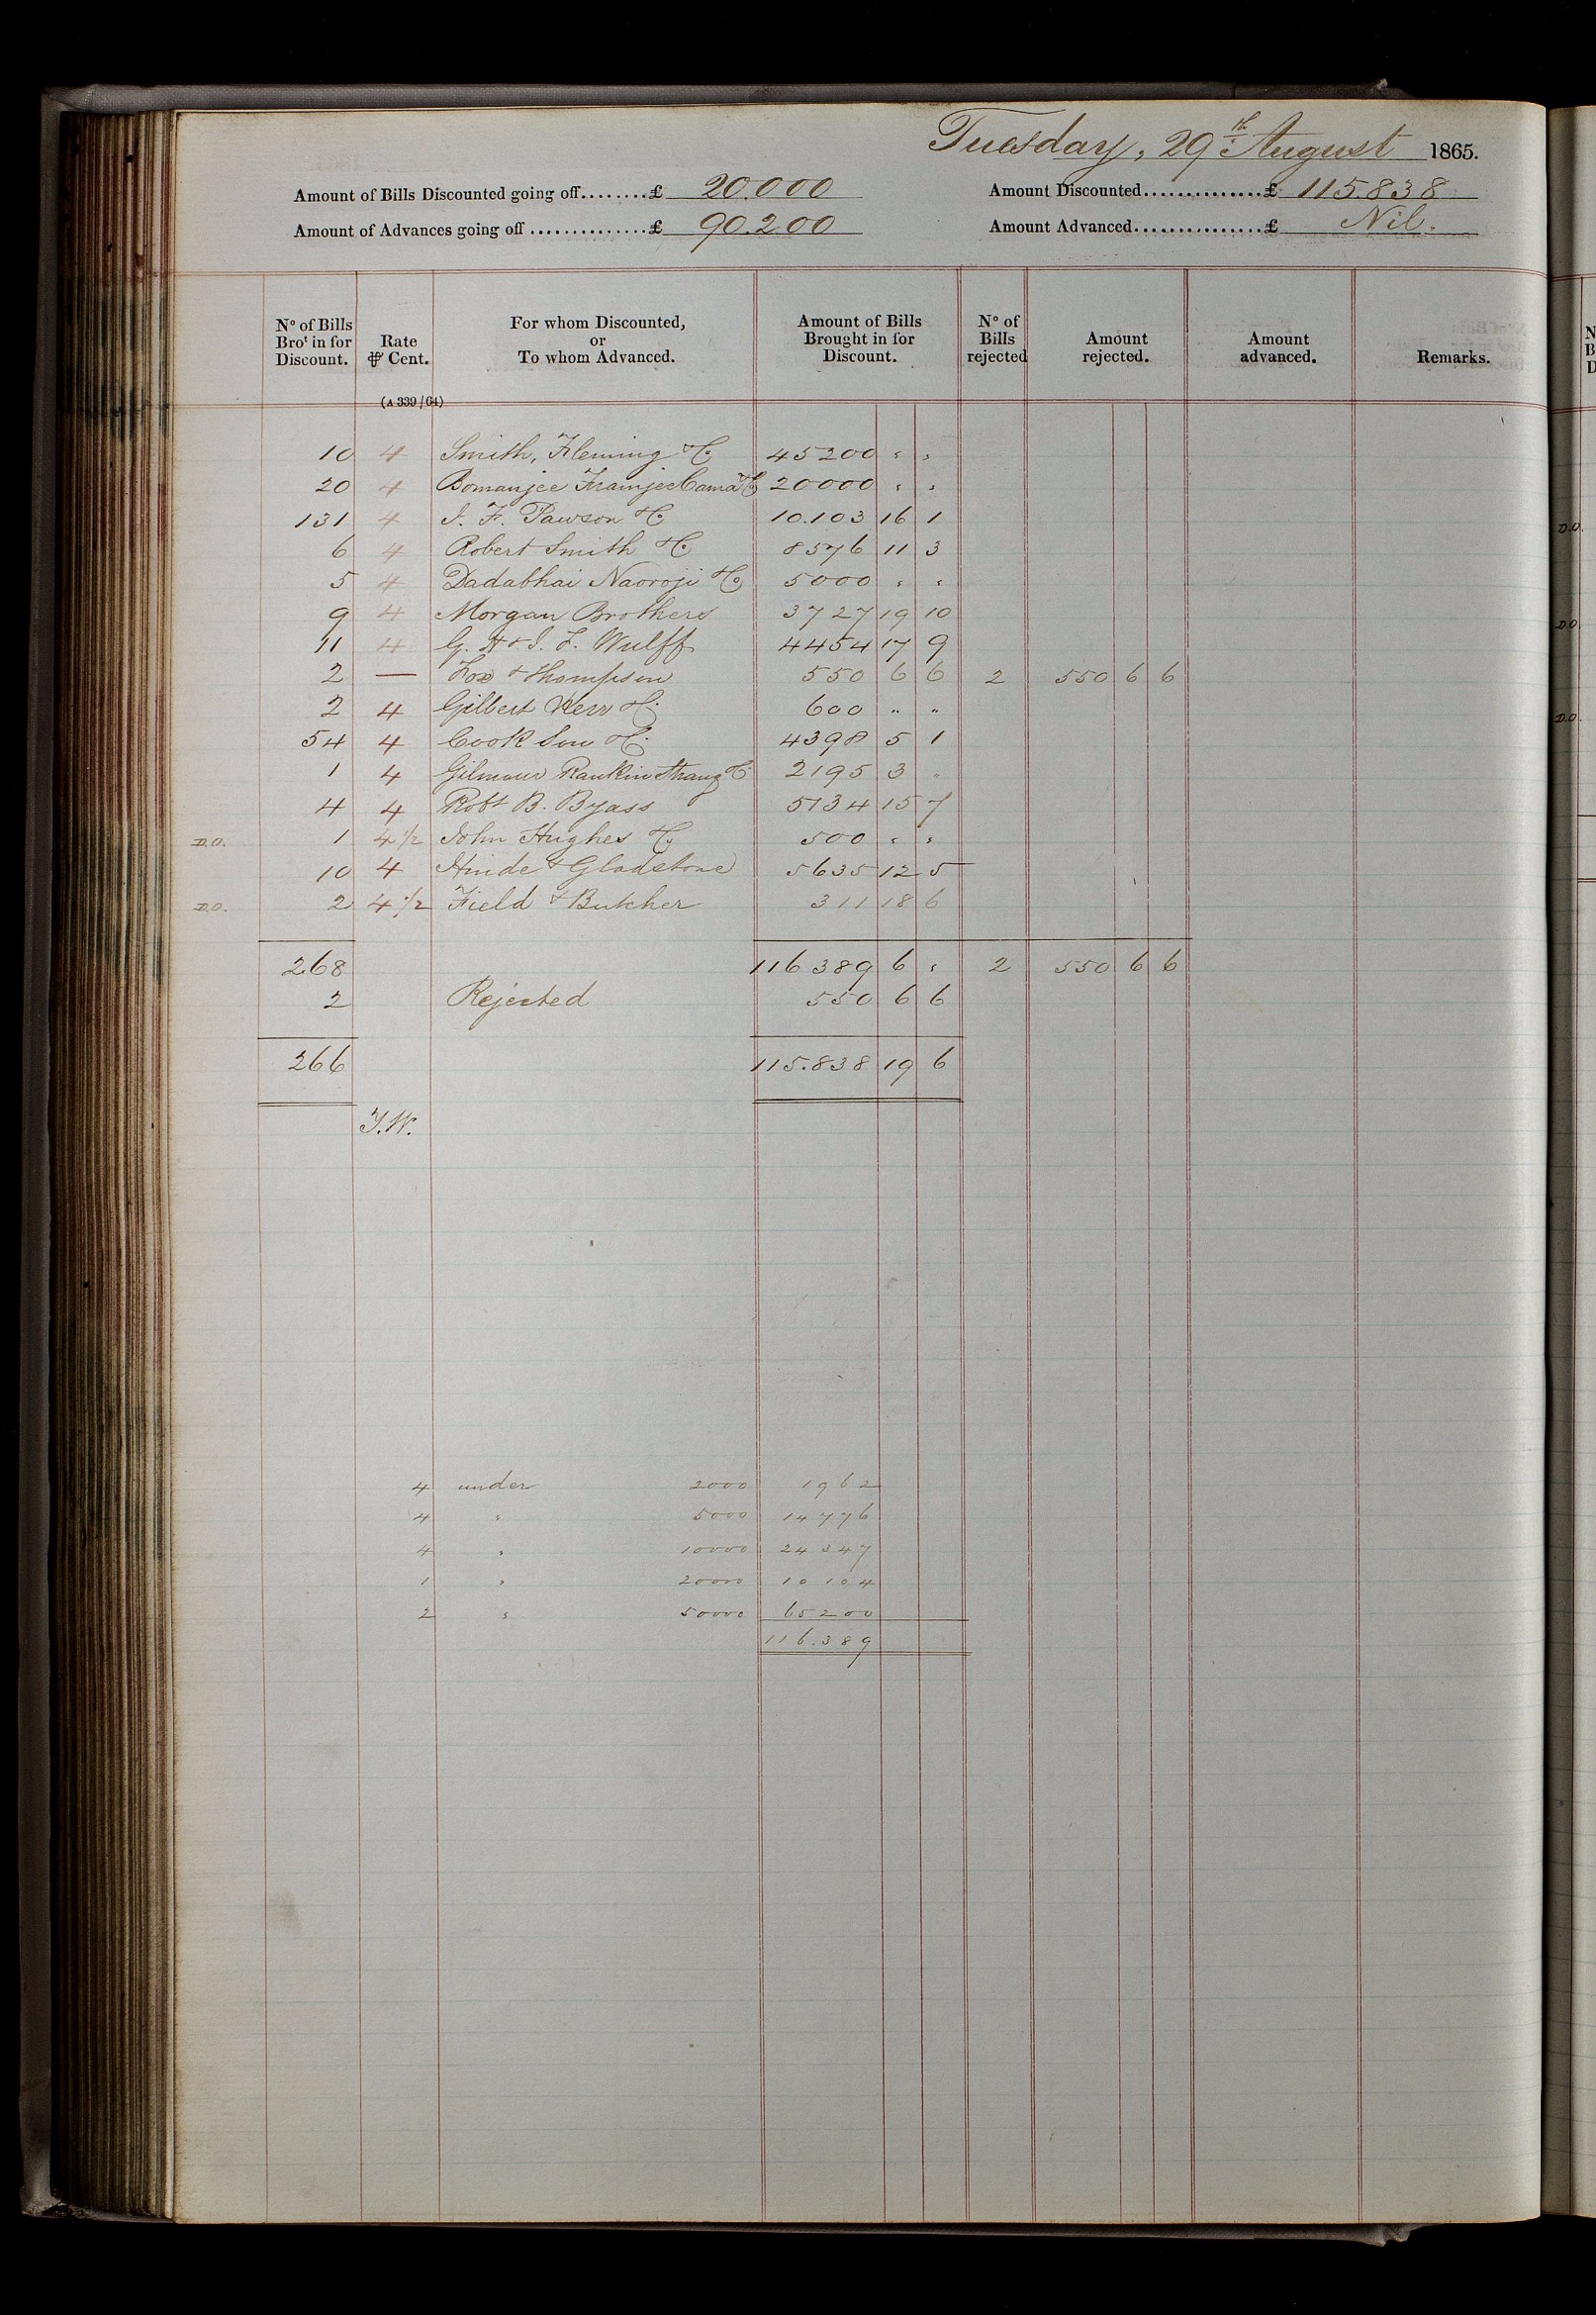 Tuesday, 29th August 1865.
Amount of Bills Discounted going off........£ 20.000 Amount Discounted..............£ 115.838
Amount of Advances going off..............£ 90.200 Amount Advanced...............£ Nil.
No of Bills Brot in for Discount. Rate ⅌ Cent. For whom Discounted, or To whom Advanced. Amount of Bills Brought in for Discount. No of Bills rejected Amount rejected. Amount advanced. Remarks.
(A 339/64)
10 4 Smith, Fleming & Co 45200 " "
20 4 Bomanjee Framjee Cama & Co 20000 " "
131 4 J. F. Pawson & Co 10.103 16 1
6 4 Robert Smith & Co 8576 11 3
5 4 Dadabhai Naoroji & Co 5000 " "
9 4 Morgan Brothers 3727 19 10
11 4 G. H & J. F. Wulff 4454 17 9
2 — Fox & Thompson 550 6 6 2 550 6 6
2 4 Gilbert Kerr & Co 600 " "
54 4 Cook Son & Co 4398 5 1
1 4 Gilmour Rankin Strang & Co 2195 3 "
4 4 Robt B. Byass 5134 15 7
D.O. 1 4 1/2 John Hughes & Co 500 " "
10 4 Hinde & Gladstone 5635 12 5
D.O. 2 4 1/2 Field & Butcher 311 18 6
268 116389 6 " 2 550 6 6
2 Rejected 550 6 6
266 115.838 19 6
4 under 2000 1962
4 " 5000 14776
4 " 10000 24347
1 " 20000 10104
2 " 50000 65200
116.389
D.O.
D.O.
D.O.